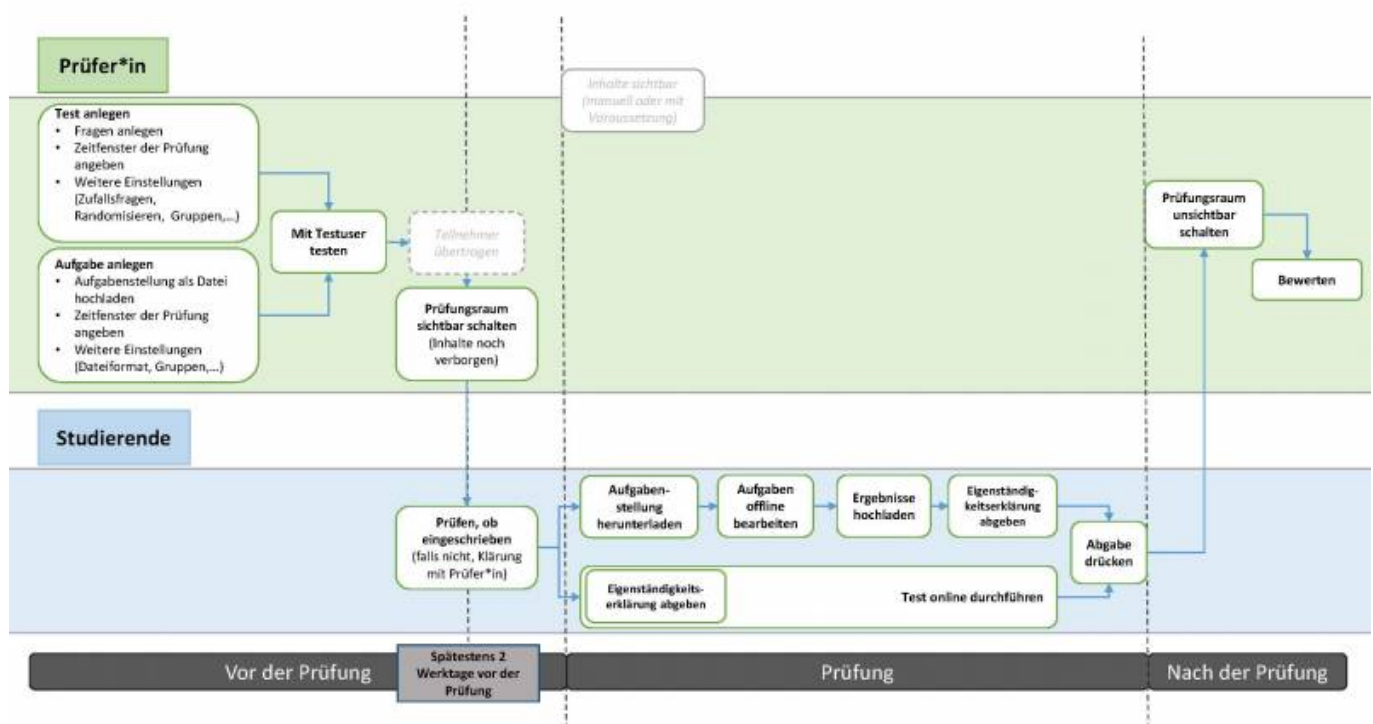 Prüfer*in
Inhalte sichtbar
(manuell oder mit
Voraussetzung)
Test anlegen
• Fragen anlegen
• Zeitfenster der Prüfung
angeben
• Weitere Einstellungen
(Zufallsfragen,
Randomisieren, Gruppen,...)
Aufgabe anlegen
• Aufgabenstellung als Datei
hochladen
• Zeitfenster der Prüfung
angeben
• Weitere Einstellungen
(Dateiformat, Gruppen,...)
Mit Testuser
testen
Teilnehmer
übertragen
Prüfungsraum
sichtbar schalten
(Inhalte noch
verborgen)
Prüfungsraum
unsichtbar
schalten
Bewerten
Studierende
Prüfen, ob
eingeschrieben
(falls nicht, Klärung
mit Prüfer*in)
Aufgaben-
stellung
herunterladen
Aufgaben
offline
bearbeiten
Ergebnisse
hochladen
Eigenständig-
keitserklärung
abgeben
Eigenständigkeits-
erklärung abgeben
Test online durchführen
Abgabe
drücken
Vor der Prüfung
Spätestens 2
Werktage vor der
Prüfung
Prüfung
Nach der Prüfung